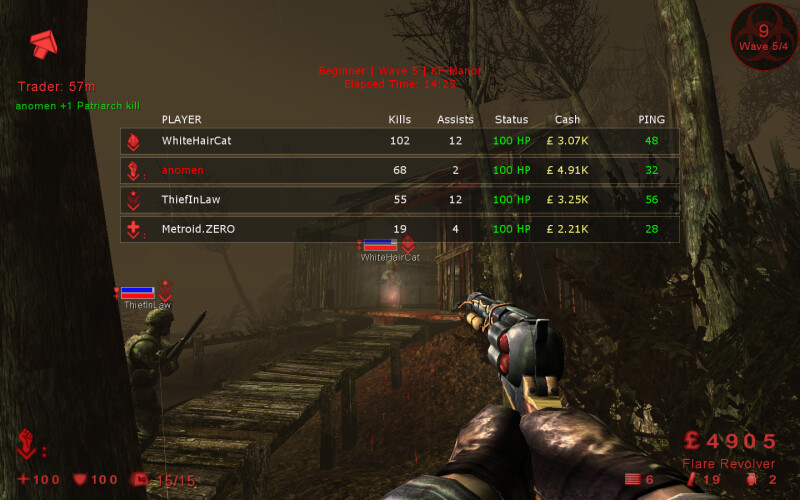 9
Wave 5/4
Trader: 57m
anomen +1 Patriarch kill
Beginner | Wave 5 | KF-Manor
Elapsed Time: 14:25
PLAYER Kills Assists Status Cash PING
WhiteHairCat 102 12 100 HP £ 3.07K 48
anomen 68 2 100 HP £ 4.91K 32
ThiefInLaw 55 12 100 HP £ 3.25K 56
Metroid.ZERO 19 4 100 HP £ 2.21K 28
WhiteHairCat
ThiefInLaw
£4905
Flare Revolver
+100 100 15/15 6 19 2